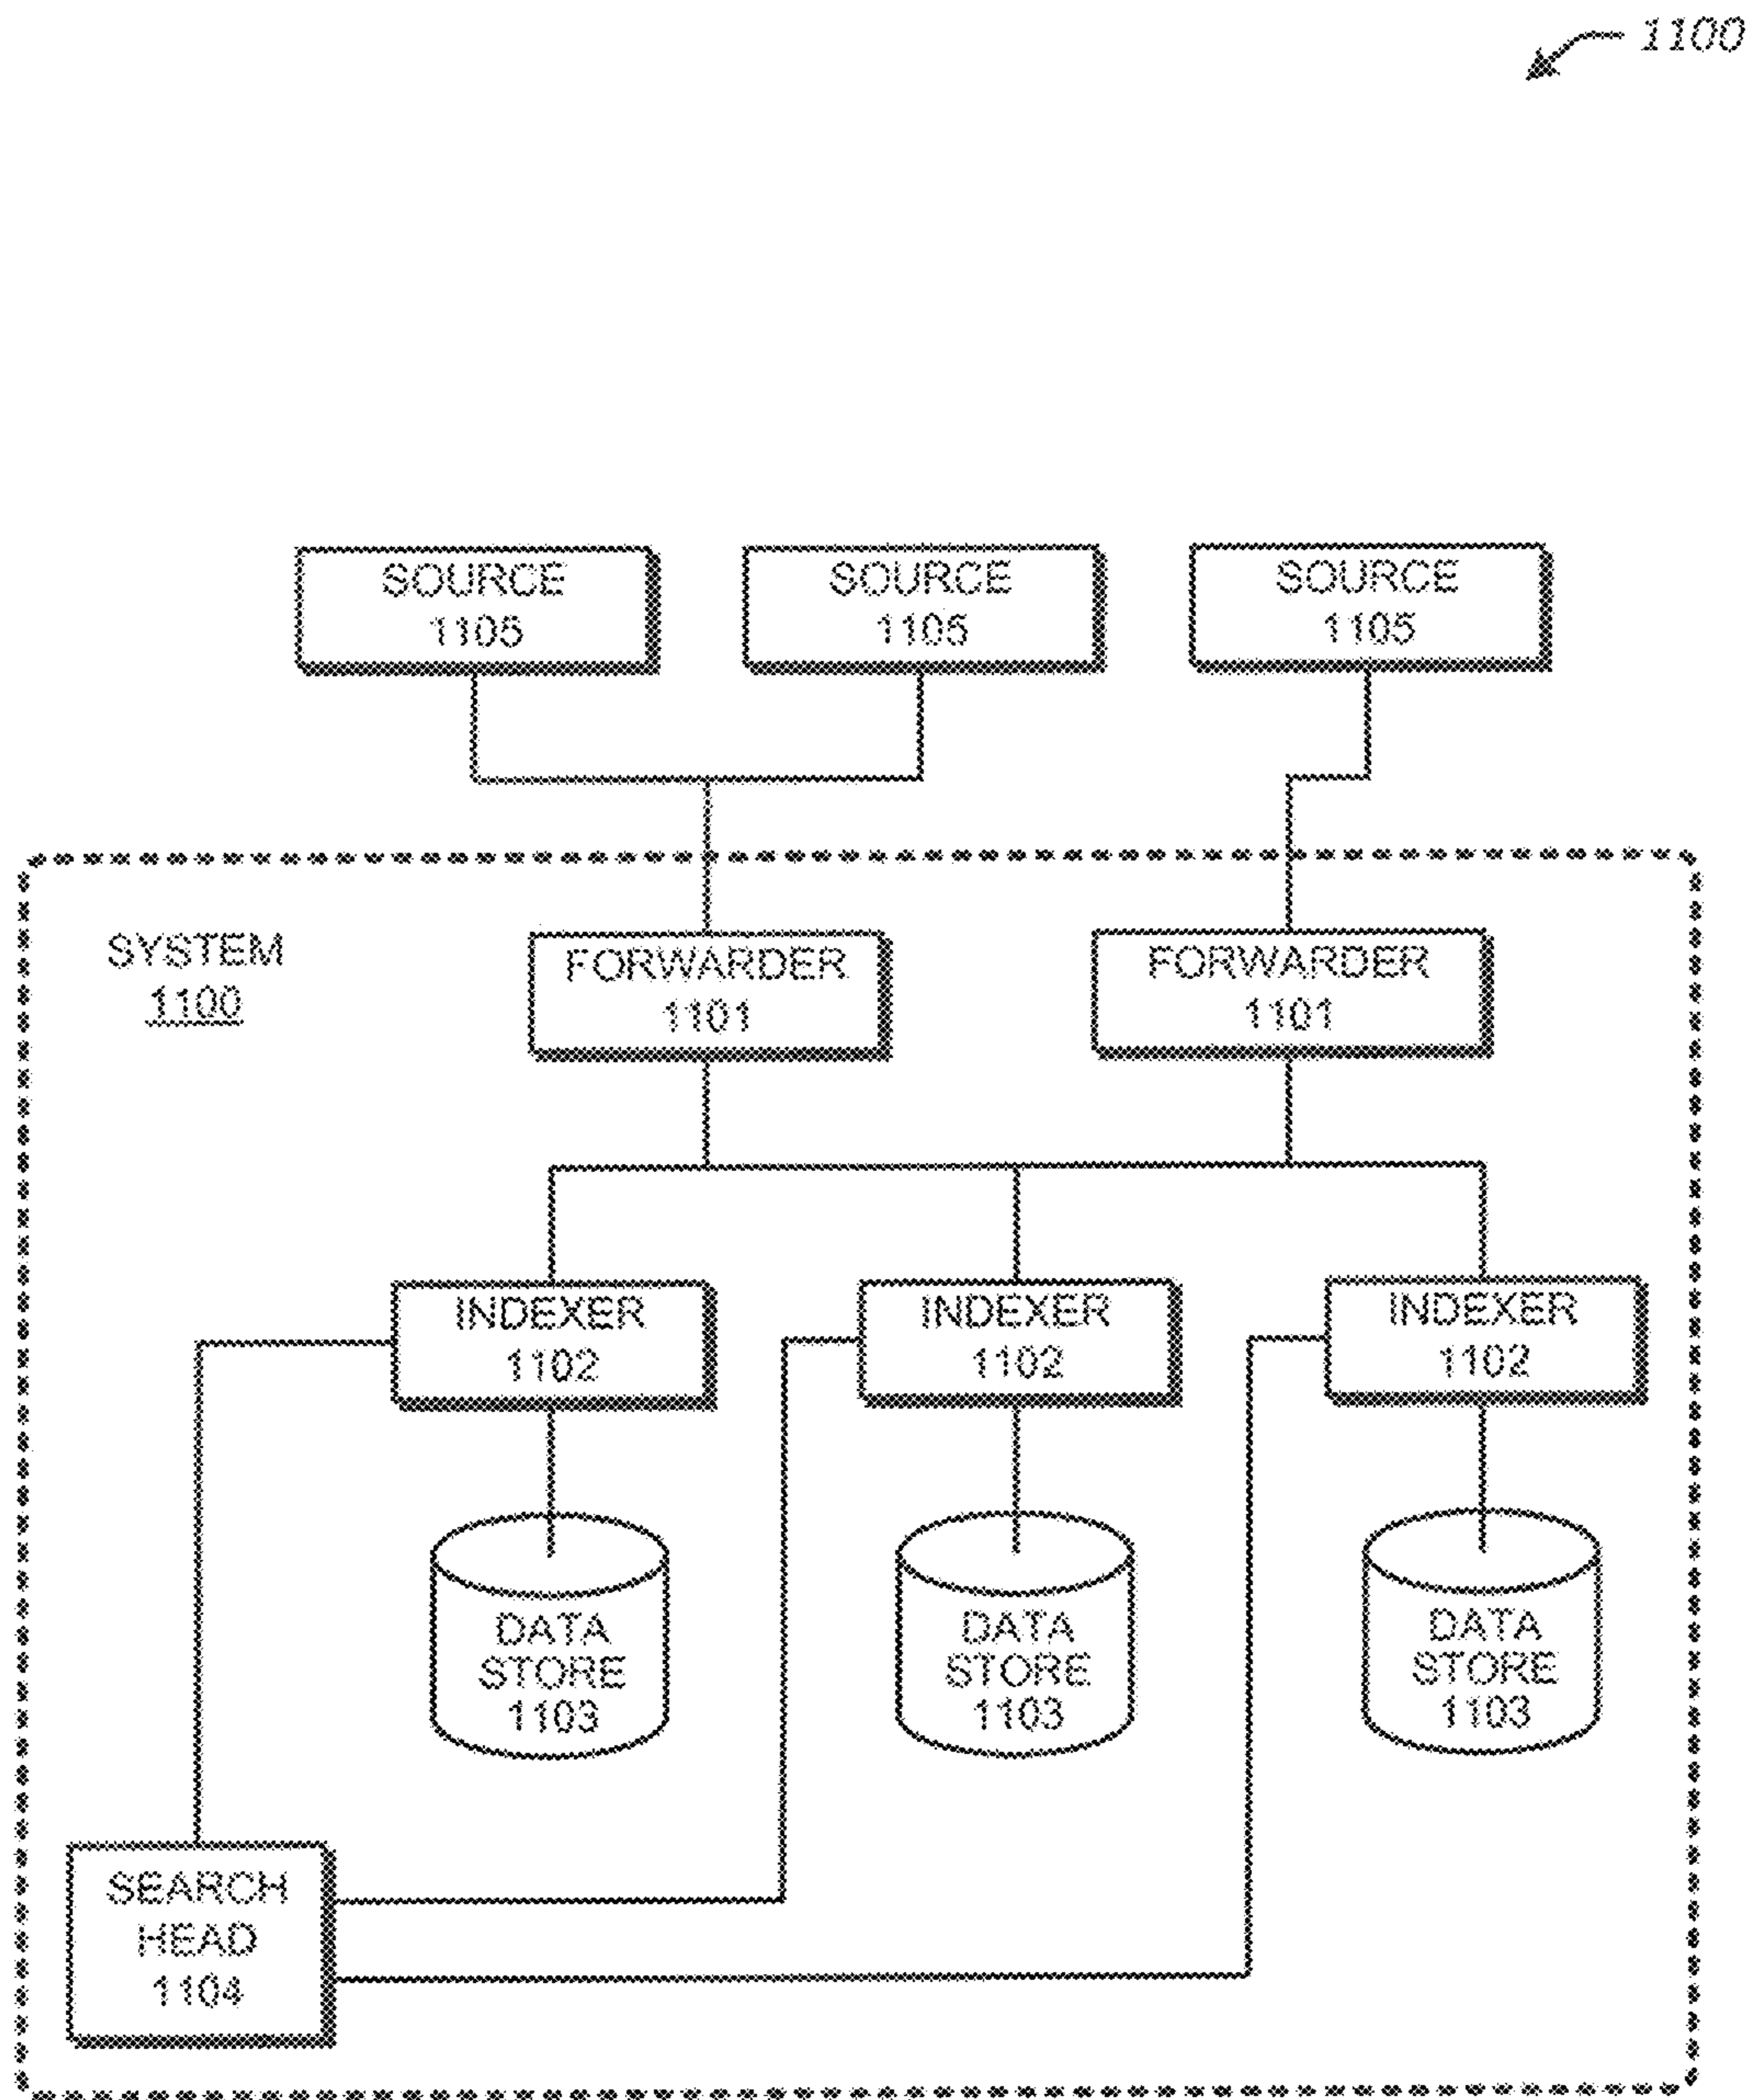 1100
SOURCE
1105
SOURCE
1105
SOURCE
1105
SYSTEM
1100
FORWARDER
1101
FORWARDER
1101
INDEXER
1102
INDEXER
1102
INDEXER
1102
DATA
STORE
1103
DATA
STORE
1103
DATA
STORE
1103
SEARCH
HEAD
1104